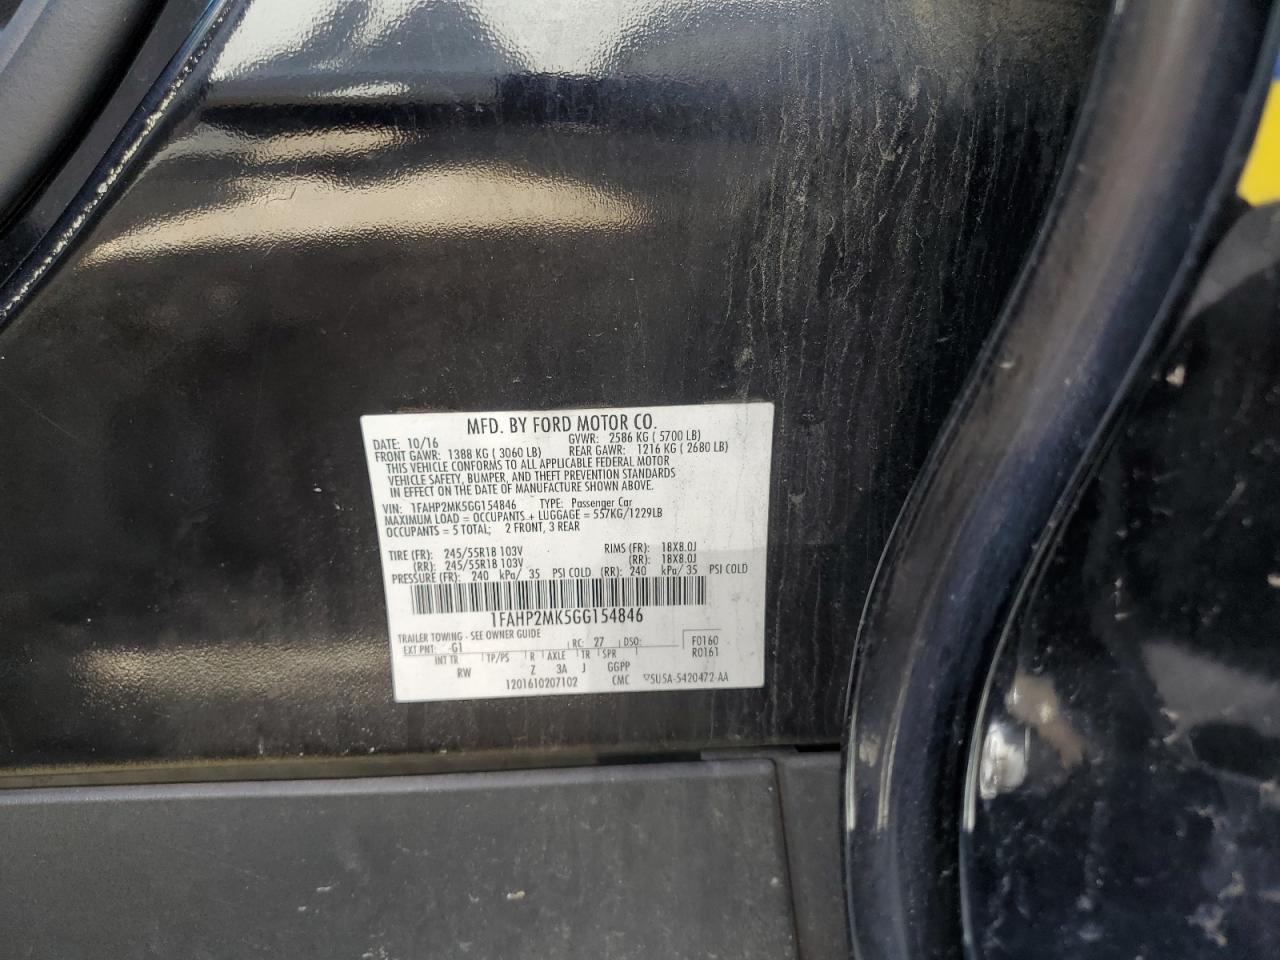 MFD. BY FORD MOTOR CO.
DATE: 10/16 GVWR: 2586 KG ( 5700 LB)
FRONT GAWR: 1388 KG ( 3060 LB) REAR GAWR: 1216 KG ( 2680 LB)
THIS VEHICLE CONFORMS TO ALL APPLICABLE FEDERAL MOTOR
VEHICLE SAFETY, BUMPER, AND THEFT PREVENTION STANDARDS
IN EFFECT ON THE DATE OF MANUFACTURE SHOWN ABOVE.
VIN: 1FAHP2MK5GG154846 TYPE: Passenger Car
MAXIMUM LOAD = OCCUPANTS + LUGGAGE = 557KG/1229LB
OCCUPANTS = 5 TOTAL; 2 FRONT, 3 REAR
TIRE (FR): 245/55R18 103V RIMS (FR): 18X8.0J
(RR): 245/55R18 103V (RR): 18X8.0J
PRESSURE (FR): 240 kPa/ 35 PSI COLD (RR): 240 kPa/ 35 PSI COLD
1FAHP2MK5GG154846
TRAILER TOWING - SEE OWNER GUIDE
EXT PNT: G1 RC: 27 DSO: F0160
INT TR TP/PS R AXLE TR SPR R0161
RW Z 3A J GGPP
1201610207102 CMC 5U5A-5420472-AA